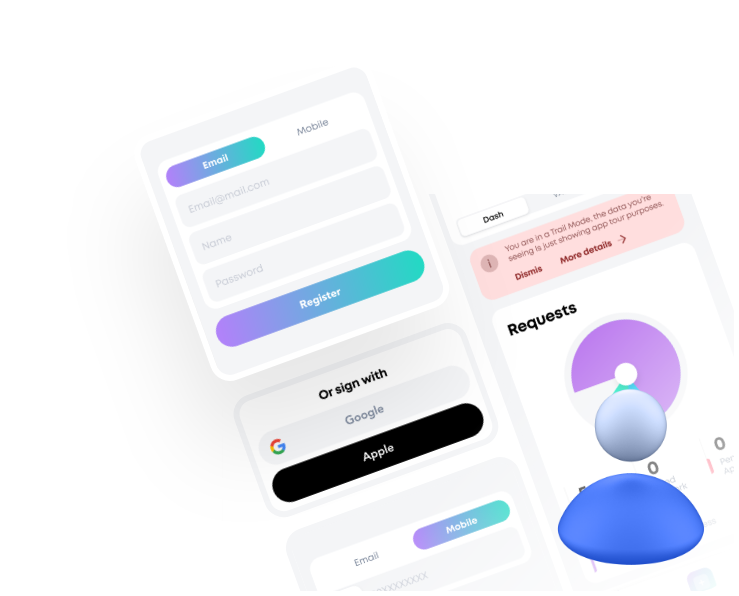 Email
Mobile
Email@mail.com
Name
Password
Register
Or sign with
Google
Apple
Email
Mobile
Dash
You are in a Trail Mode, the data you're
seeing is just showing app tour purposes.
Dismis
More details
Requests
0
0